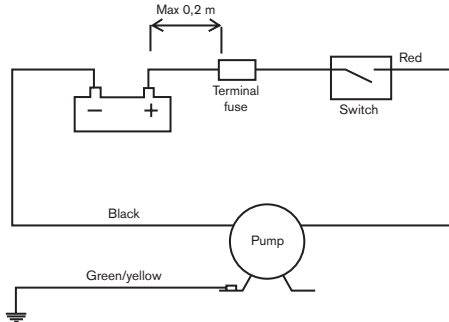 Max 0,2 m
Red
Terminal
fuse
Switch
− +
Black
Pump
Green/yellow